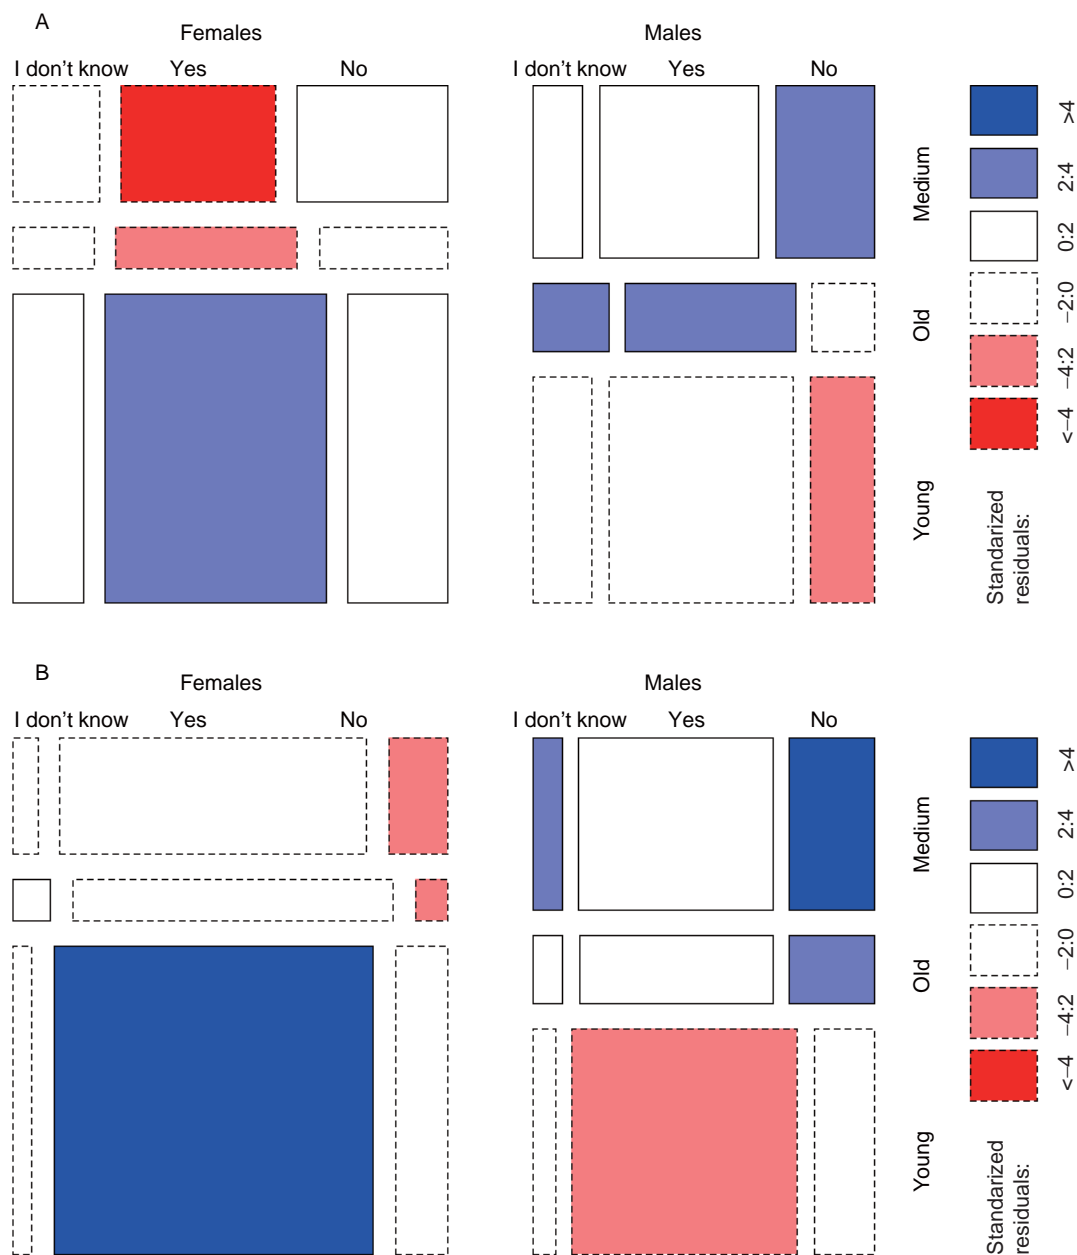 A
Females
Males
I don't know Yes No
I don't know Yes No
Medium
Old
Young
>4
2:4
0:2
−2:0
−4:2
<−4
Standarized
residuals:
B
Females
Males
I don't know Yes No
I don't know Yes No
Medium
Old
Young
>4
2:4
0:2
−2:0
−4:2
<−4
Standarized
residuals: